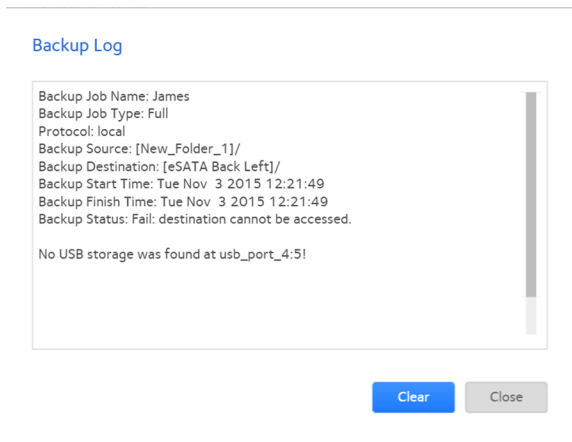 Backup Log
Backup Job Name: James
Backup Job Type: Full
Protocol: local
Backup Source: [New_Folder_1]/
Backup Destination: [eSATA Back Left]/
Backup Start Time: Tue Nov  3 2015 12:21:49
Backup Finish Time: Tue Nov  3 2015 12:21:49
Backup Status: Fail: destination cannot be accessed.
No USB storage was found at usb_port_4:5!
Clear
Close